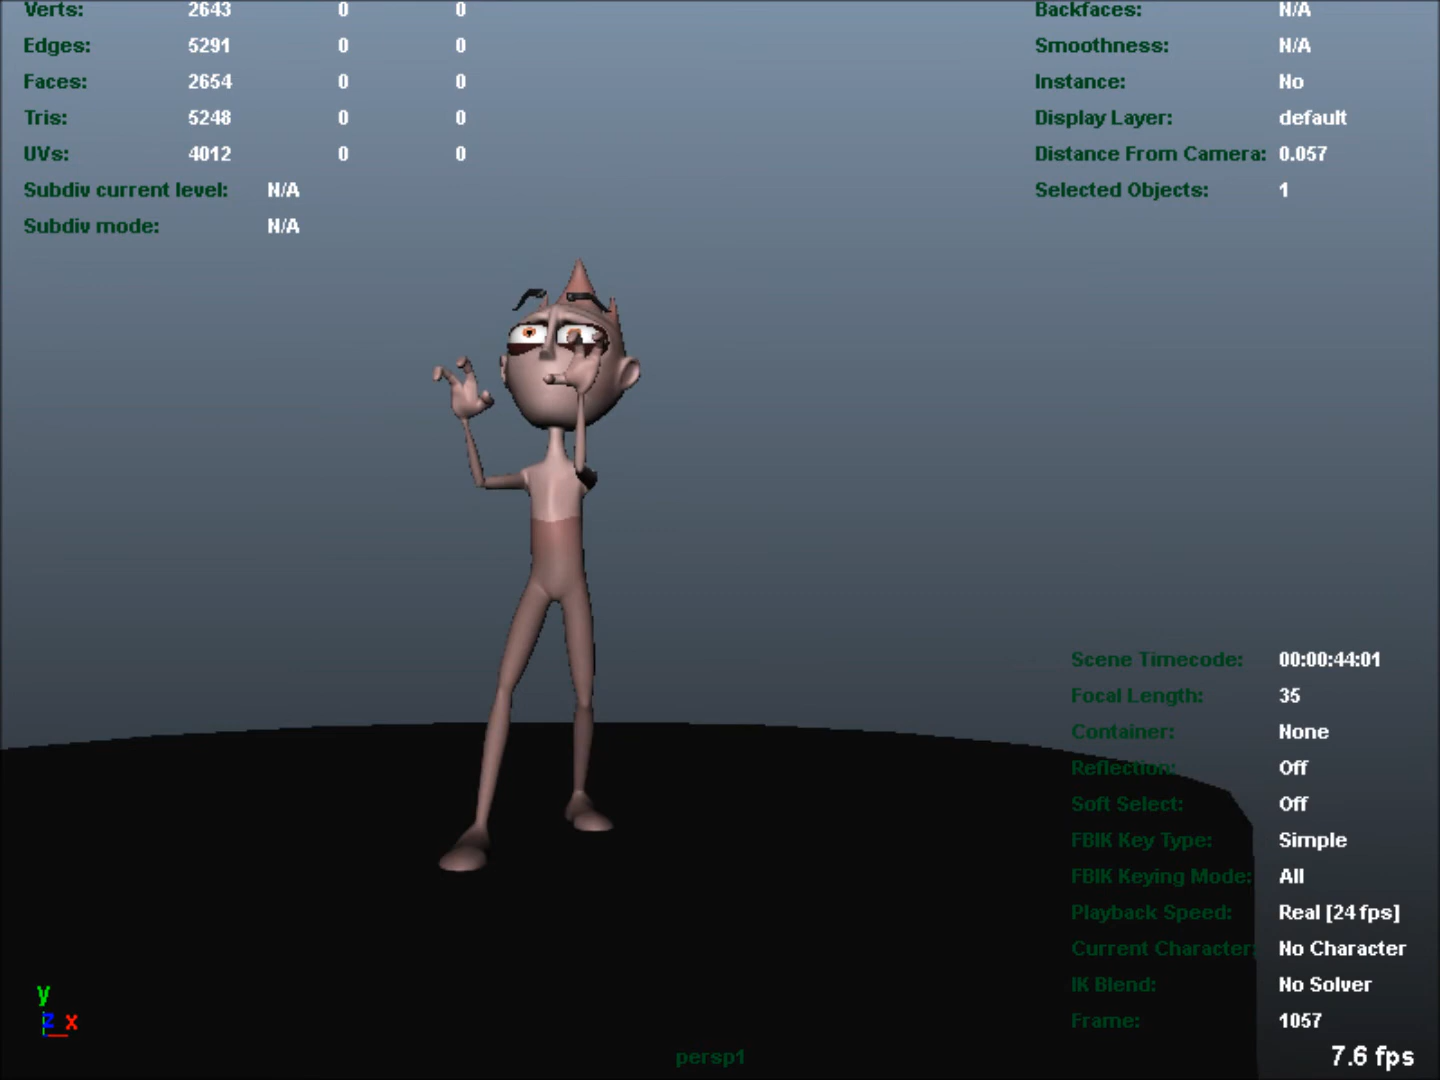 Verts: 2643 0 0
Edges: 5291 0 0
Faces: 2654 0 0
Tris: 5248 0 0
UVs: 4012 0 0
Subdiv current level: N/A
Subdiv mode: N/A
Backfaces: N/A
Smoothness: N/A
Instance: No
Display Layer: default
Distance From Camera: 0.057
Selected Objects: 1
Scene Timecode: 00:00:44:01
Focal Length: 35
Container: None
Reflection: Off
Soft Select: Off
FBIK Key Type: Simple
FBIK Keying Mode: All
Playback Speed: Real [24 fps]
Current Character: No Character
IK Blend: No Solver
Frame: 1057
7.6 fps
y
z x
persp1